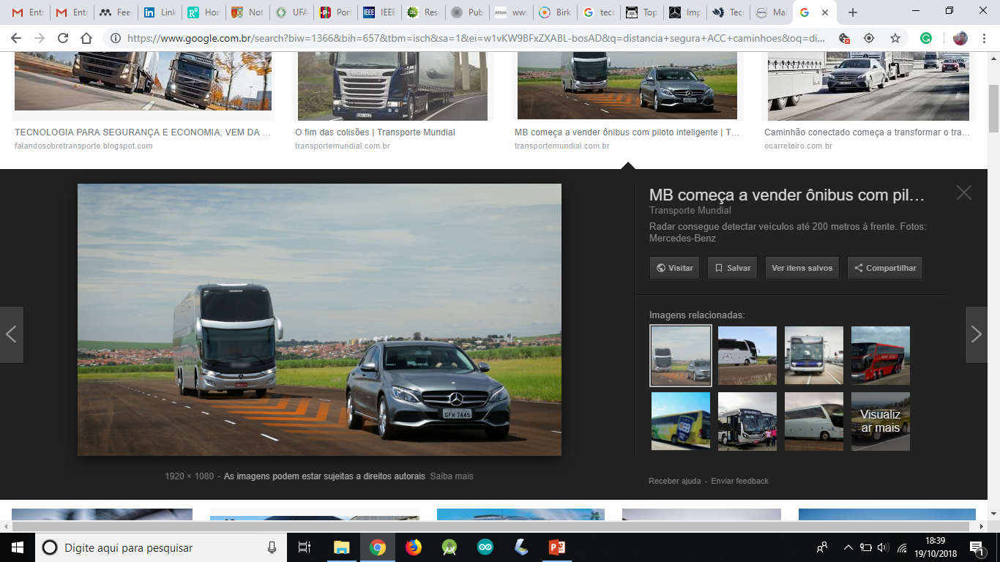 Entr
Entr
Fee
Link
Hor
Not
UFA
Port
IEEE
Res
Pub
www
Birk
tecr
Top
Imp
Tecr
Mai
https://www.google.com.br/search?biw=1366&bih=657&tbm=isch&sa=1&ei=w1vKW9BFxZXABL-bosAD&q=distancia+segura+ACC+caminhoes&oq=di...
SCANIA
TECNOLOGIA PARA SEGURANÇA E ECONOMIA, VEM DA ...
falandosobretransporte.blogspot.com
O fim das colisões | Transporte Mundial
transportemundial.com.br
MB começa a vender ônibus com piloto inteligente | T...
transportemundial.com.br
Caminhão conectado começa a transformar o tra...
ocarreteiro.com.br
MB começa a vender ônibus com pil...
Transporte Mundial
Radar consegue detectar veículos até 200 metros à frente. Fotos:
Mercedes-Benz
Visitar
Salvar
Ver itens salvos
Compartilhar
Imagens relacionadas:
Visualiz
ar mais
GFK 7445
1920 × 1080 - As imagens podem estar sujeitas a direitos autorais Saiba mais
Receber ajuda - Enviar feedback
Digite aqui para pesquisar
18:39
19/10/2018
1